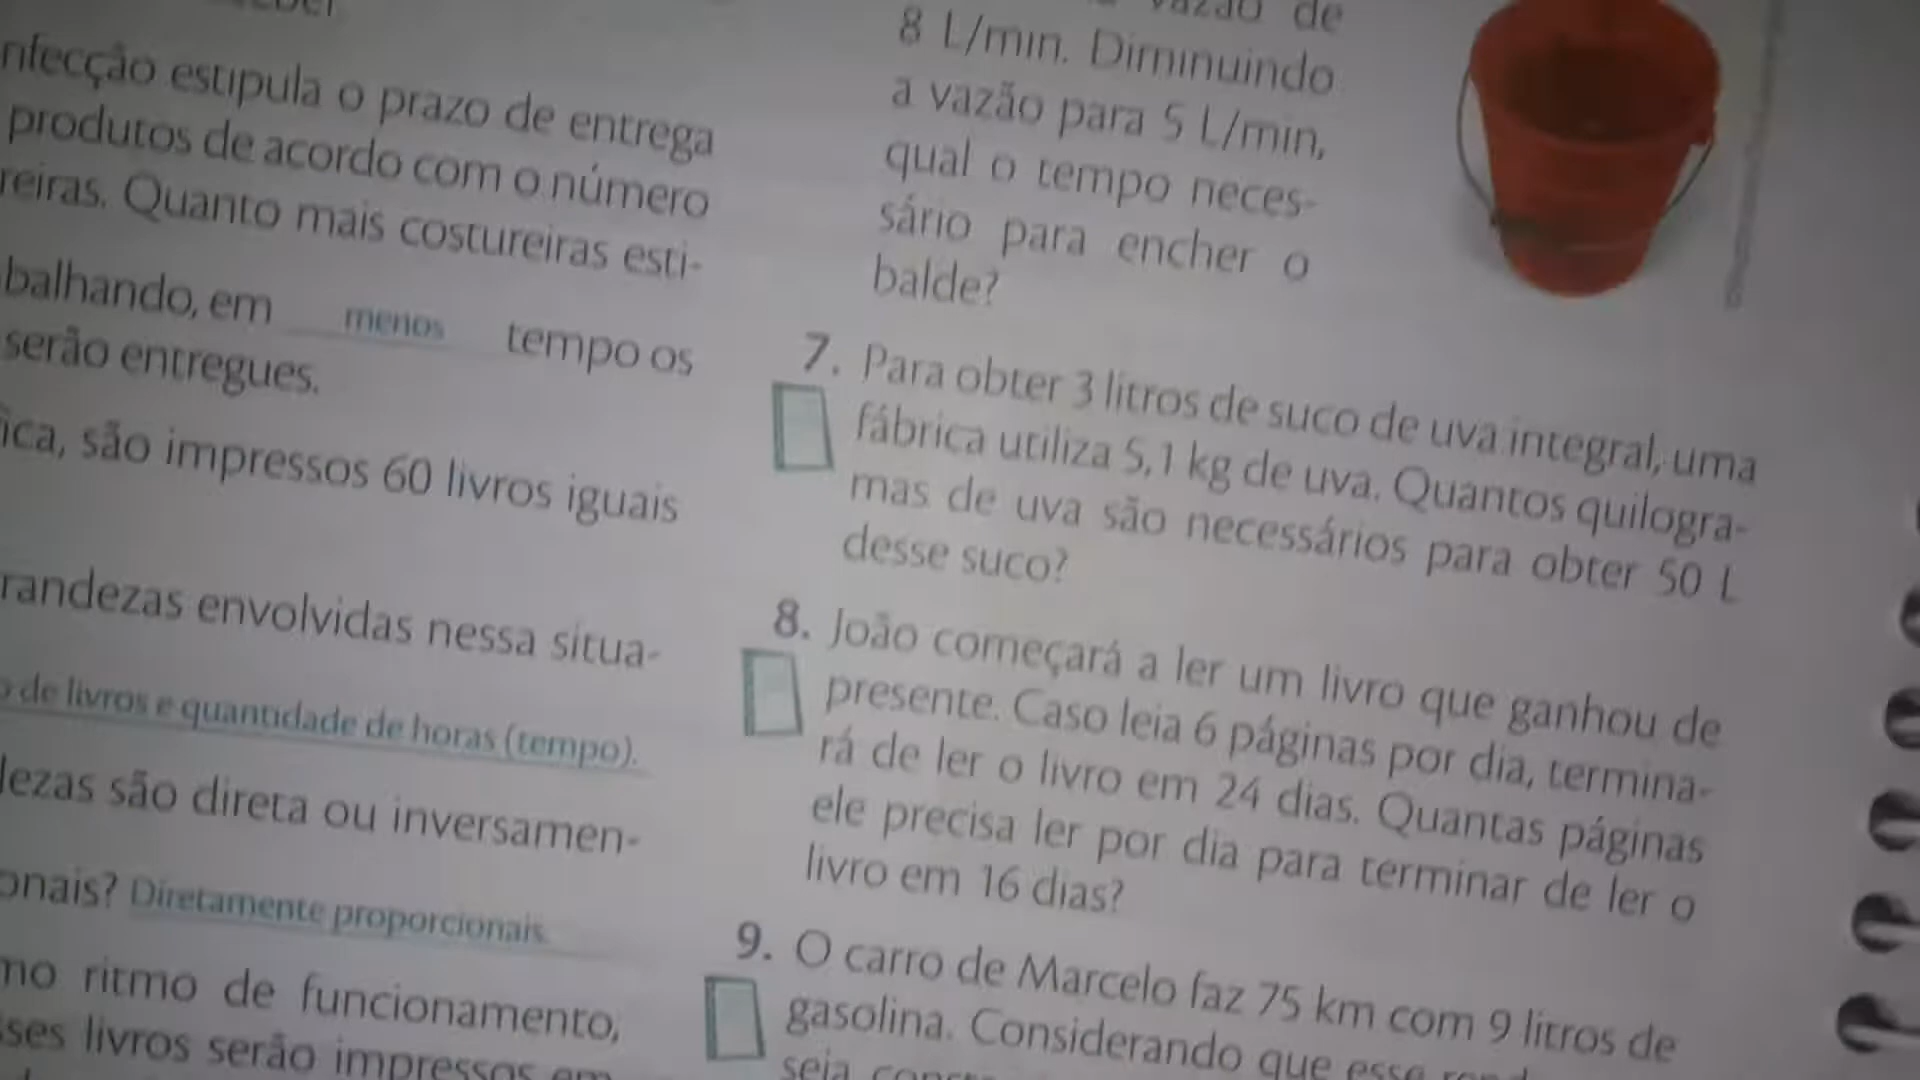 nfecção estipula o prazo de entrega
produtos de acordo com o número
reiras. Quanto mais costureiras esti-
balhando, em menos tempo os
serão entregues.
ica, são impressos 60 livros iguais
randezas envolvidas nessa situa-
de livros e quantidade de horas (tempo).
dezas são direta ou inversamen-
onais? Diretamente proporcionais.
mo ritmo de funcionamento,
sses livros serão impressos em
vazão de
8 L/min. Diminuindo
a vazão para 5 L/min,
qual o tempo neces-
sário para encher o
balde?
7. Para obter 3 litros de suco de uva integral, uma
fábrica utiliza 5,1 kg de uva. Quantos quilogra-
mas de uva são necessários para obter 50 L
desse suco?
8. João começará a ler um livro que ganhou de
presente. Caso leia 6 páginas por dia, termina-
rá de ler o livro em 24 dias. Quantas páginas
ele precisa ler por dia para terminar de ler o
livro em 16 dias?
9. O carro de Marcelo faz 75 km com 9 litros de
gasolina. Considerando que esse
seja